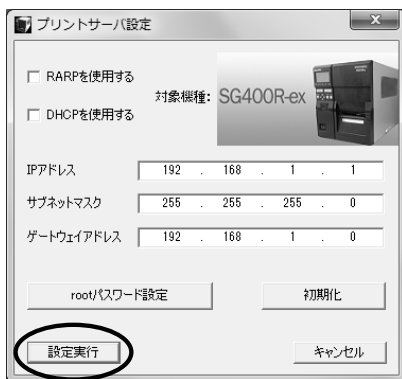 プリントサーバ設定
RARPを使用する
DHCPを使用する
対象機種: SG400R-ex
IPアドレス 192 . 168 . 1 . 1
サブネットマスク 255 . 255 . 255 . 0
ゲートウェイアドレス 192 . 168 . 1 . 0
rootパスワード設定 初期化
設定実行 キャンセル